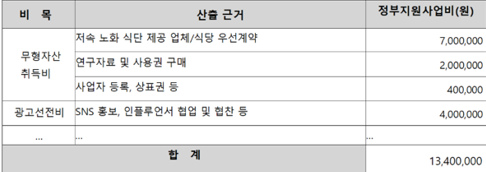 비 목 산출 근거 정부지원사업비(원)
무형자산
취득비
저속 노화 식단 제공 업체/식당 우선계약 7,000,000
연구자료 및 사용권 구매 2,000,000
사업자 등록, 상표권 등 400,000
광고선전비 SNS 홍보, 인플루언서 협업 및 협찬 등 4,000,000
... ... ...
합 계 13,400,000